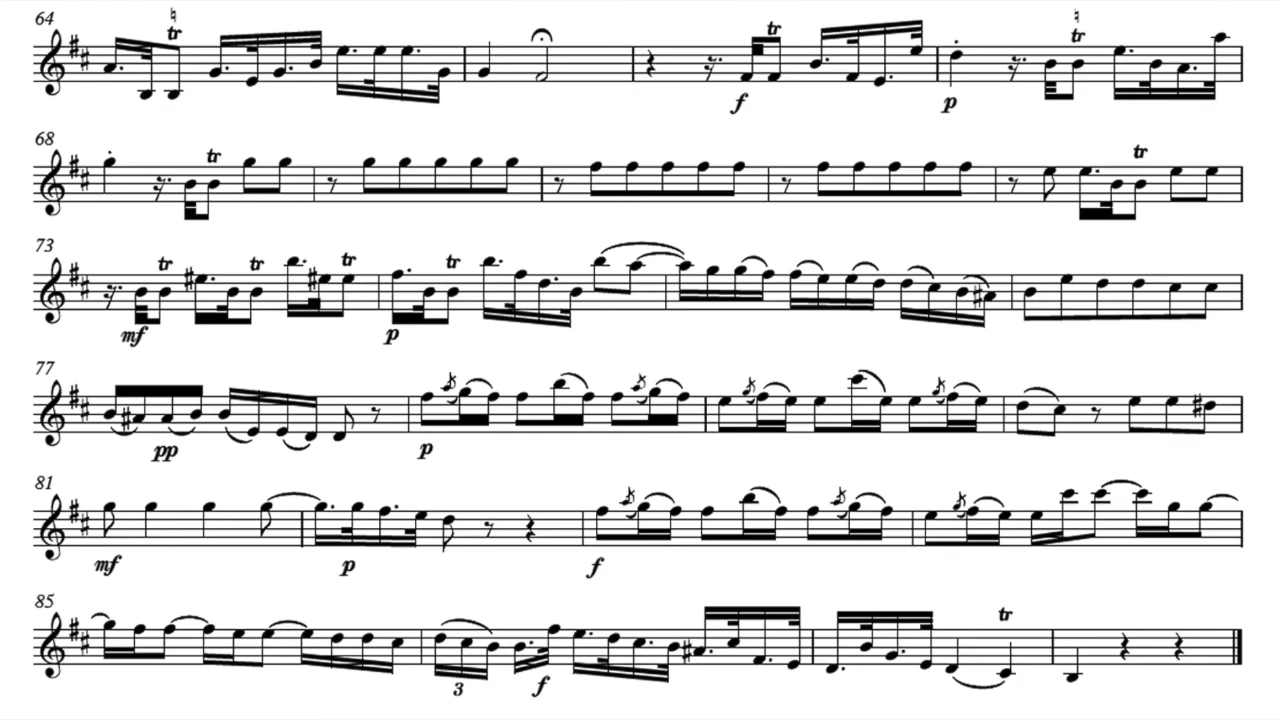 64 tr f tr p tr
68 tr tr
73 mf tr tr tr p tr
77 pp p
81 mf p f
85 3 f tr